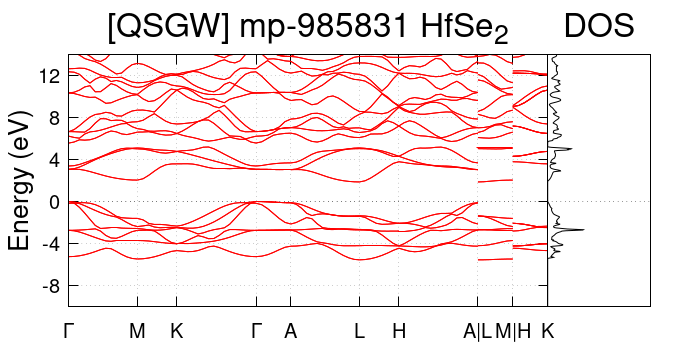 [QSGW] mp-985831 HfSe2 DOS
Energy (eV)
12
8
4
0
-4
-8
Γ M K Γ A L H A|L M|H K